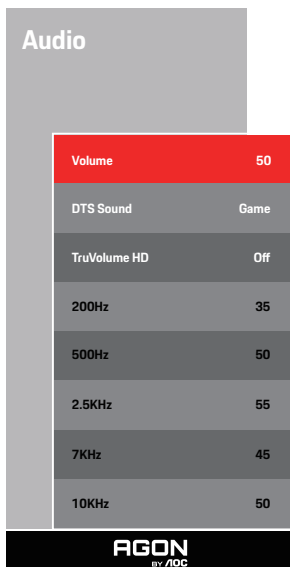 Audio
Volume 50
DTS Sound Game
TruVolume HD Off
200Hz 35
500Hz 50
2.5KHz 55
7KHz 45
10KHz 50
AGON
BY AOC